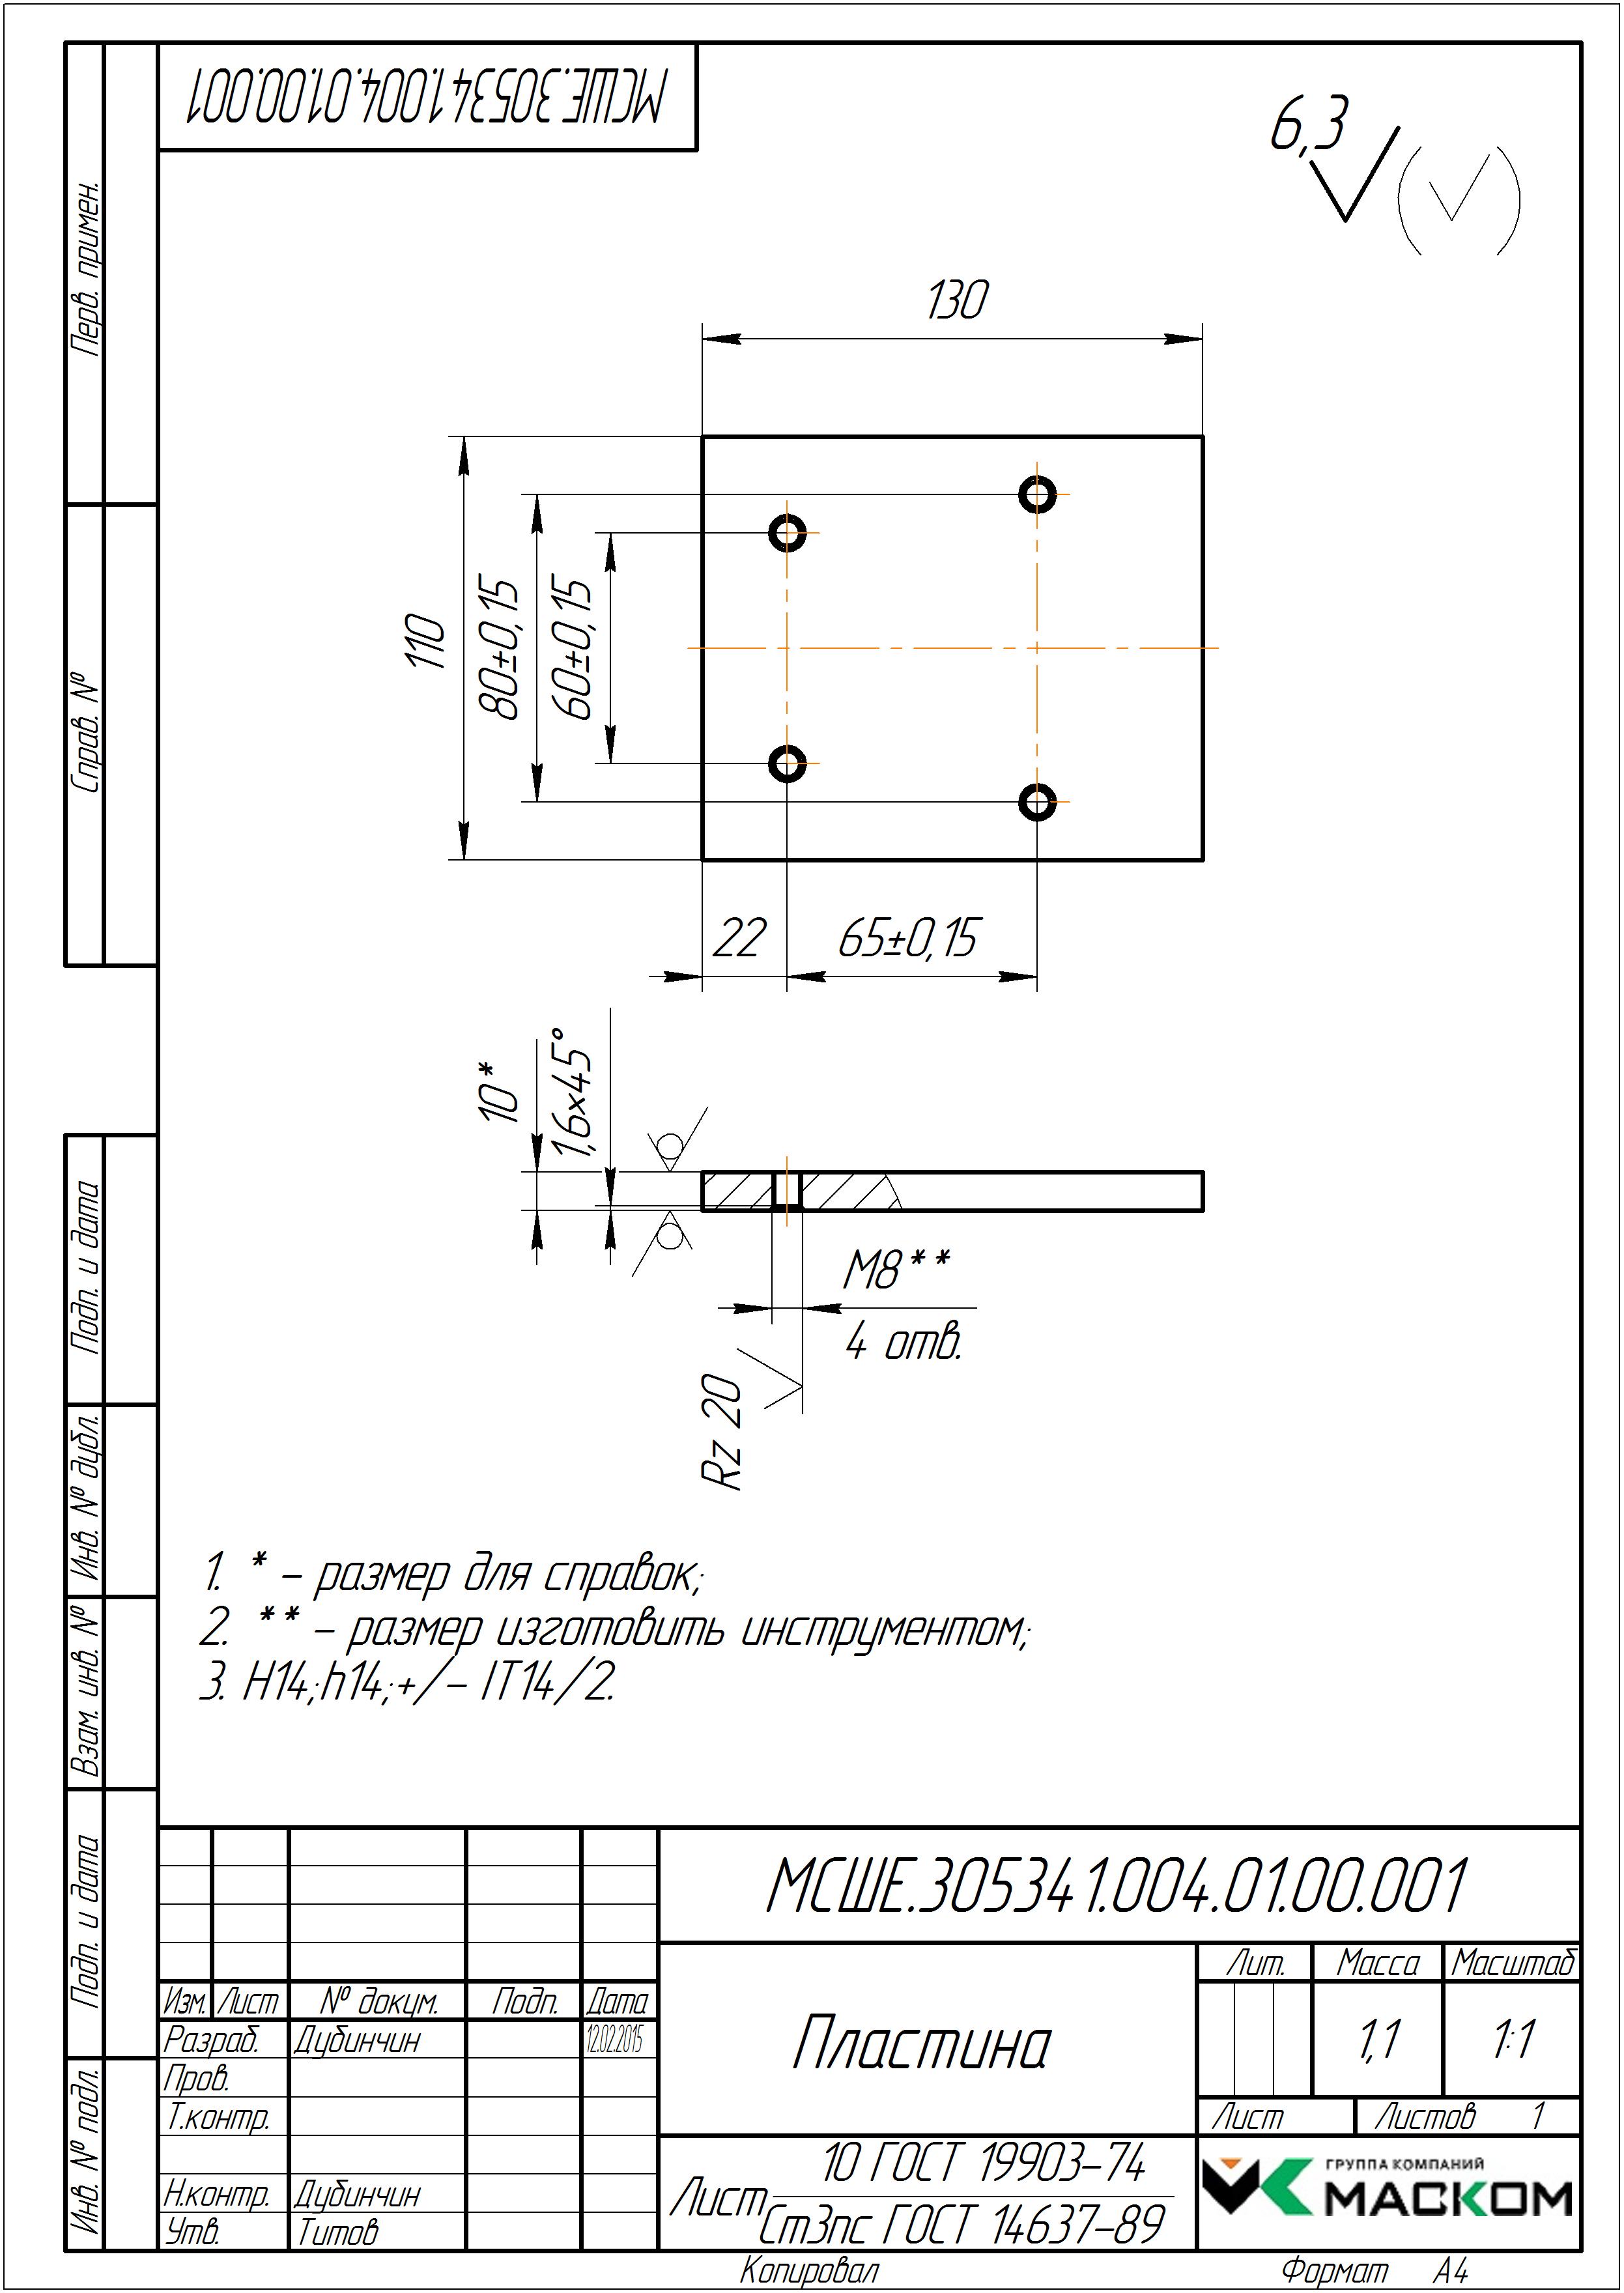 МСШЕ.305341.004.01.00.001
6,3
Перв. примен.
Справ. №
Подп. и дата
Инв. № дубл.
Взам. инв. №
Подп. и дата
Инв. № подл.
130
110
80±0,15
60±0,15
22
65±0,15
10*
1,6×45°
М8**
4 отв.
Rz 20
1. * – размер для справок;
2. ** – размер изготовить инструментом;
3. H14;h14;+/– IT14/2.
МСШЕ.305341.004.01.00.001
Изм. Лист № докум. Подп. Дата
Разраб. Дубинчин 12.02.2015
Пров.
Т.контр.
Н.контр. Дубинчин
Утв. Титов
Пластина
Лит. Масса Масштаб
1,1 1:1
Лист Листов 1
10 ГОСТ 19903–74
Лист
Ст3пс ГОСТ 14637–89
ГРУППА КОМПАНИЙ
МАСКОМ
Копировал Формат А4